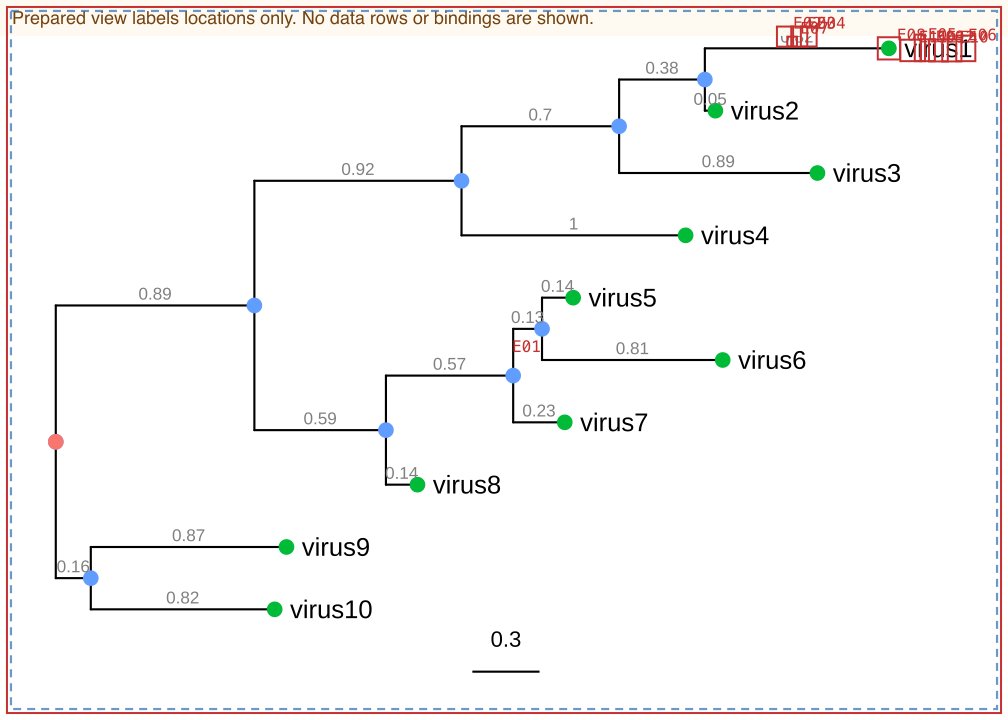 Prepared view labels locations only. No data rows or bindings are shown.
virus1
0.38
0.05
virus2
0.7
0.89
virus3
0.92
1
virus4
0.89
0.14
virus5
0.13
E01
0.81
virus6
0.57
0.23
virus7
0.59
0.14
virus8
0.87
virus9
0.16
0.82
virus10
0.3